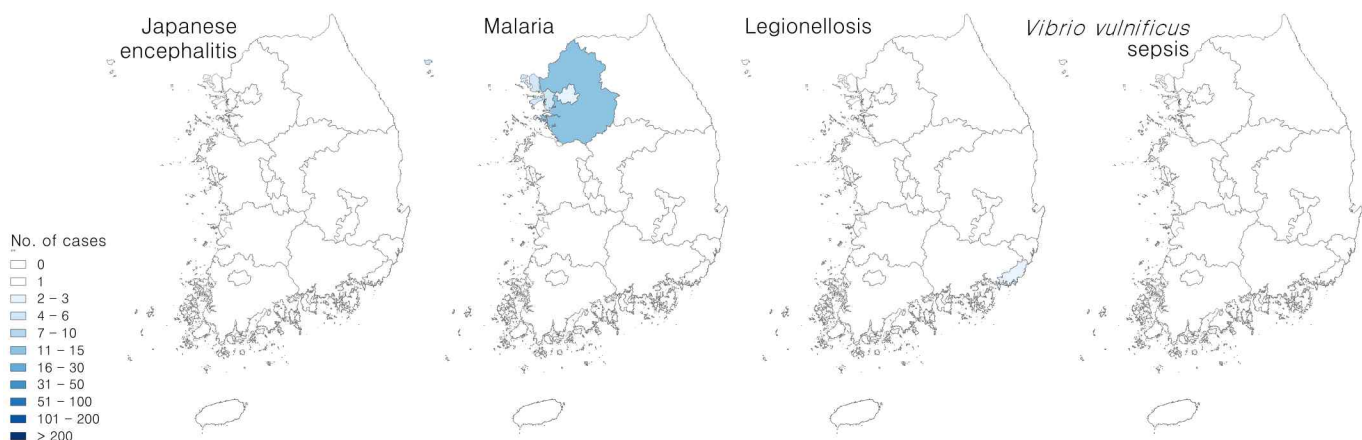 Japanese
encephalitis
Malaria
Legionellosis
Vibrio vulnificus
sepsis
No. of cases
0
1
2 – 3
4 – 6
7 – 10
11 – 15
16 – 30
31 – 50
51 – 100
101 – 200
> 200